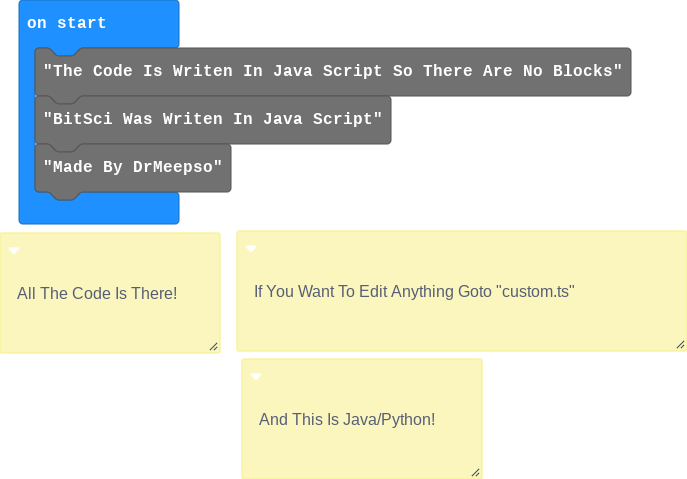 on start
"The Code Is Writen In Java Script So There Are No Blocks"
"BitSci Was Writen In Java Script"
"Made By DrMeepso"
All The Code Is There!
If You Want To Edit Anything Goto "custom.ts"
And This Is Java/Python!